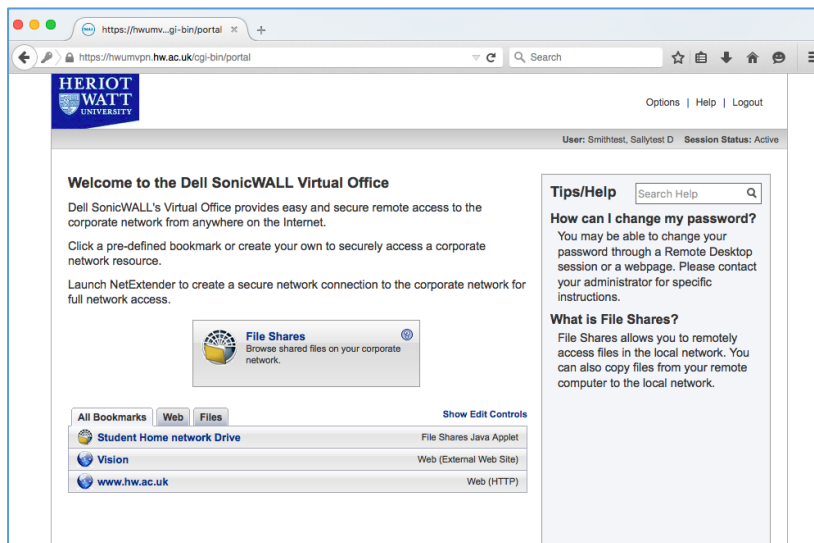 https://hwumv...gi-bin/portal
https://hwumvpn.hw.ac.uk/cgi-bin/portal
Search
HERIOT
WATT
UNIVERSITY
Options | Help | Logout
User: Smithtest, Sallytest D Session Status: Active
Welcome to the Dell SonicWALL Virtual Office
Dell SonicWALL's Virtual Office provides easy and secure remote access to the
corporate network from anywhere on the Internet.
Click a pre-defined bookmark or create your own to securely access a corporate
network resource.
Launch NetExtender to create a secure network connection to the corporate network for
full network access.
File Shares
Browse shared files on your corporate
network.
All Bookmarks Web Files Show Edit Controls
Student Home network Drive File Shares Java Applet
Vision Web (External Web Site)
www.hw.ac.uk Web (HTTP)
Tips/Help Search Help
How can I change my password?
You may be able to change your
password through a Remote Desktop
session or a webpage. Please contact
your administrator for specific
instructions.
What is File Shares?
File Shares allows you to remotely
access files in the local network. You
can also copy files from your remote
computer to the local network.